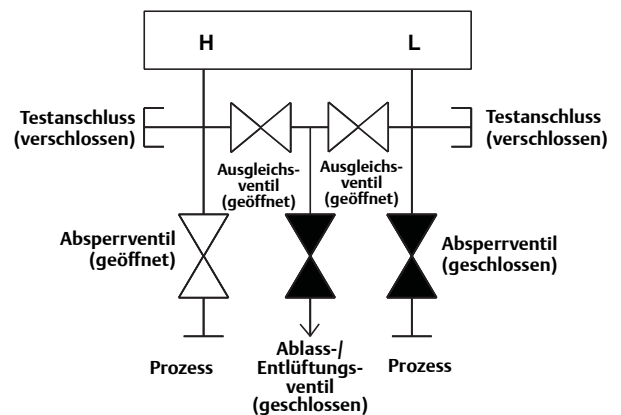 H
L
Testanschluss
(verschlossen)
Testanschluss
(verschlossen)
Ausgleichs-
ventil
(geöffnet)
Ausgleichs-
ventil
(geöffnet)
Absperrventil
(geöffnet)
Absperrventil
(geschlossen)
Prozess
Ablass-/
Entlüftungs-
ventil
(geschlossen)
Prozess